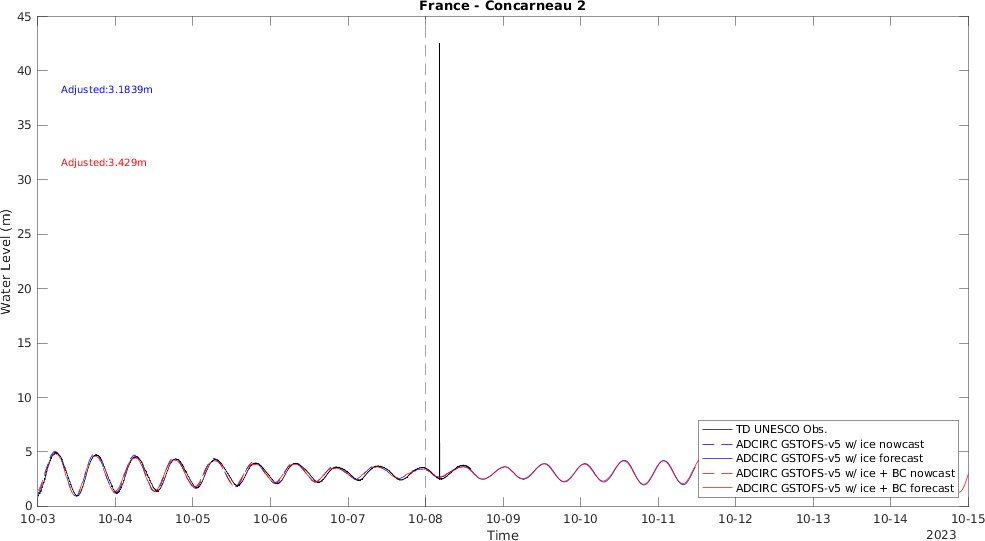 France - Concarneau 2
45
40
35
30
25
20
15
10
5
0
Water Level (m)
Adjusted:3.1839m
Adjusted:3.429m
TD UNESCO Obs.
ADCIRC GSTOFS-v5 w/ ice nowcast
ADCIRC GSTOFS-v5 w/ ice forecast
ADCIRC GSTOFS-v5 w/ ice + BC nowcast
ADCIRC GSTOFS-v5 w/ ice + BC forecast
10-03 10-04 10-05 10-06 10-07 10-08 10-09 10-10 10-11 10-12 10-13 10-14 10-15
Time
2023